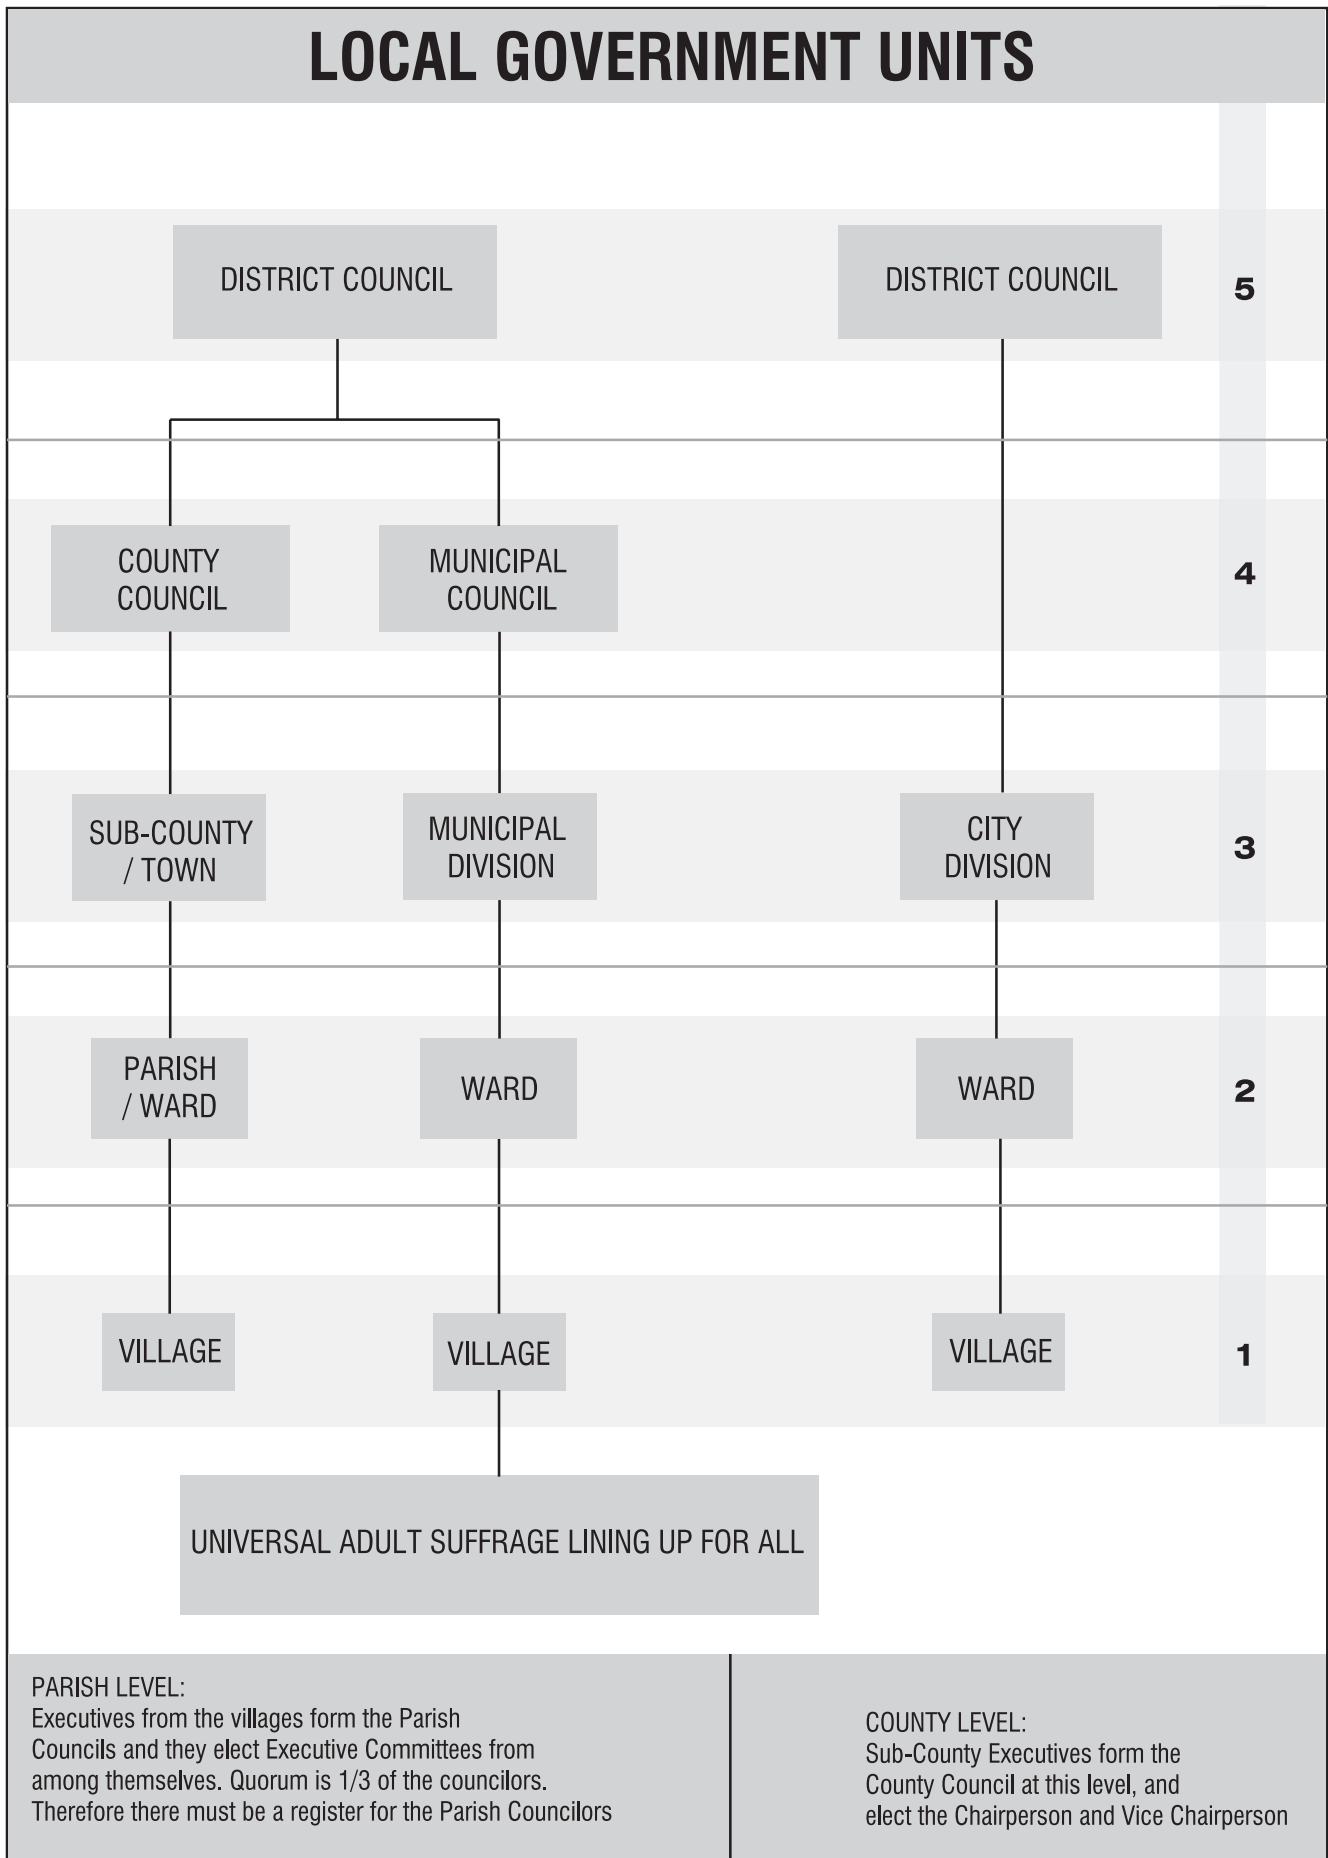 LOCAL GOVERNMENT UNITS
DISTRICT COUNCIL
DISTRICT COUNCIL
5
COUNTY
COUNCIL
MUNICIPAL
COUNCIL
4
SUB-COUNTY
/ TOWN
MUNICIPAL
DIVISION
CITY
DIVISION
3
PARISH
/ WARD
WARD
WARD
2
VILLAGE
VILLAGE
VILLAGE
1
UNIVERSAL ADULT SUFFRAGE LINING UP FOR ALL
PARISH LEVEL:
Executives from the villages form the Parish
Councils and they elect Executive Committees from
among themselves. Quorum is 1/3 of the councilors.
Therefore there must be a register for the Parish Councilors
COUNTY LEVEL:
Sub-County Executives form the
County Council at this level, and
elect the Chairperson and Vice Chairperson